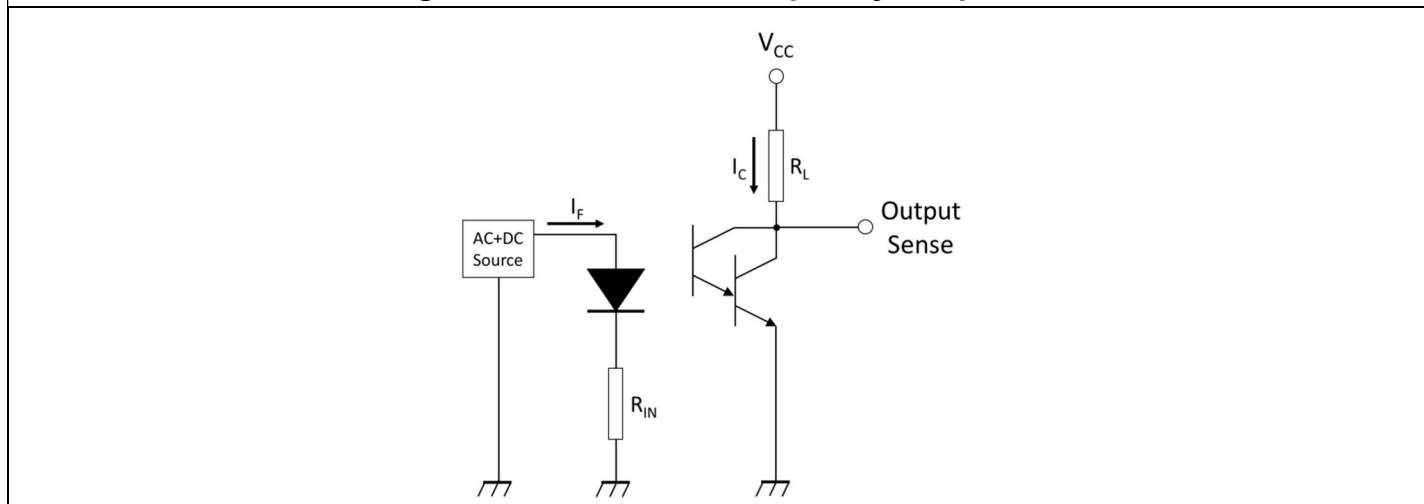 V_CC
I_C
R_L
Output
Sense
I_F
AC+DC
Source
R_IN